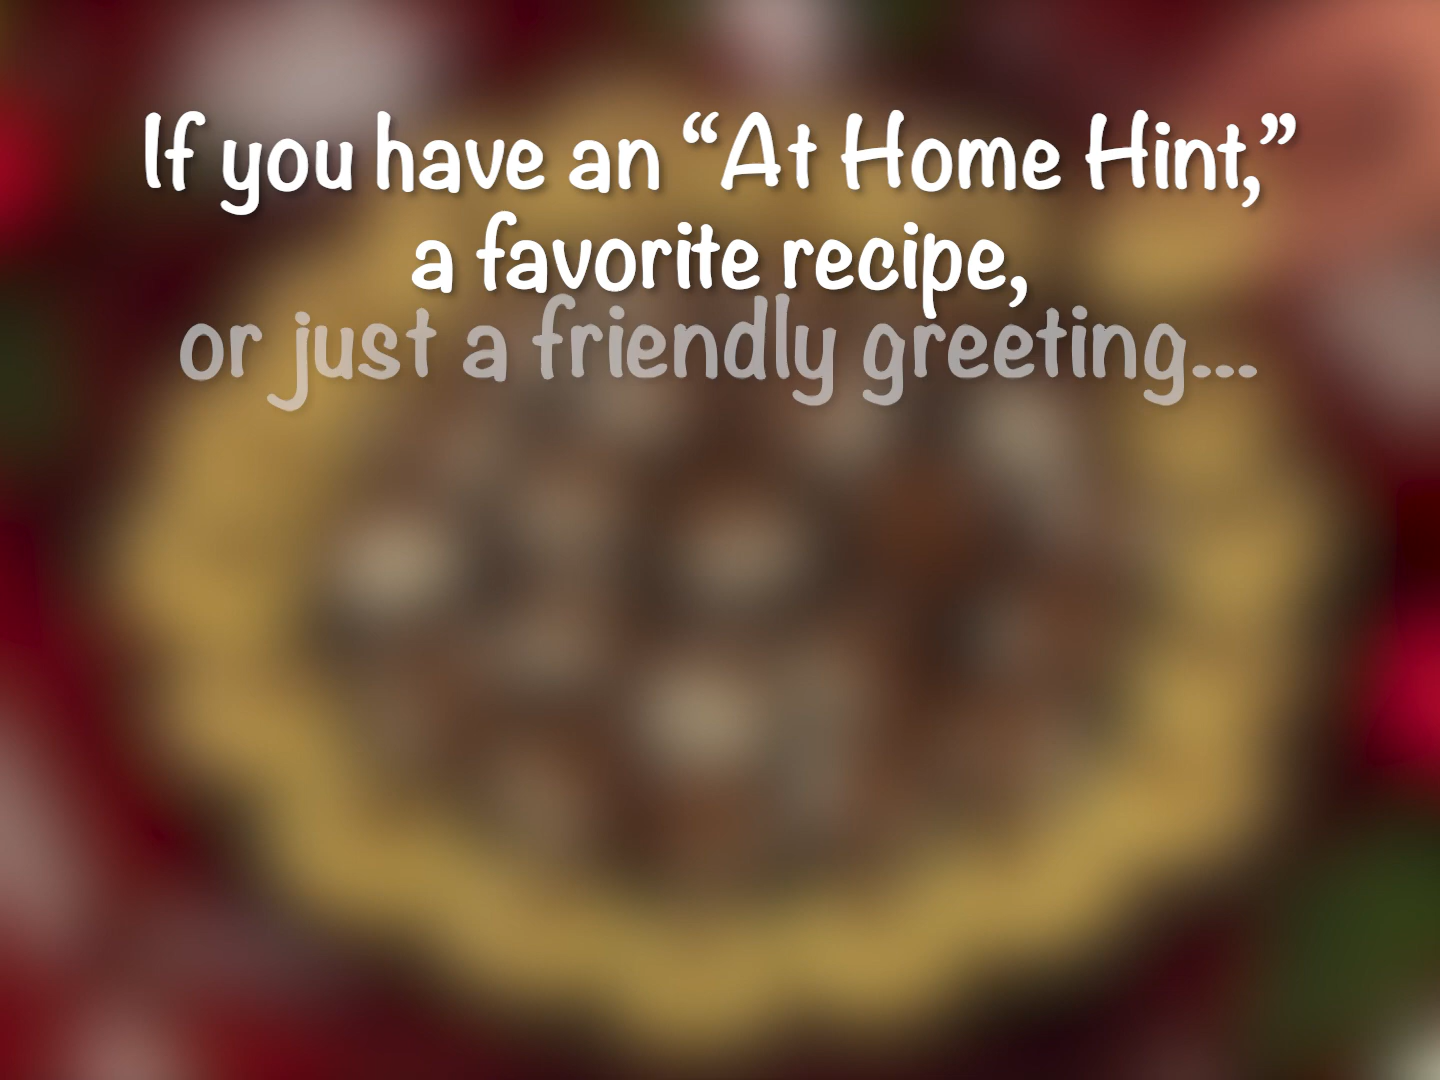 If you have an “At Home Hint,”
a favorite recipe,
or just a friendly greeting...